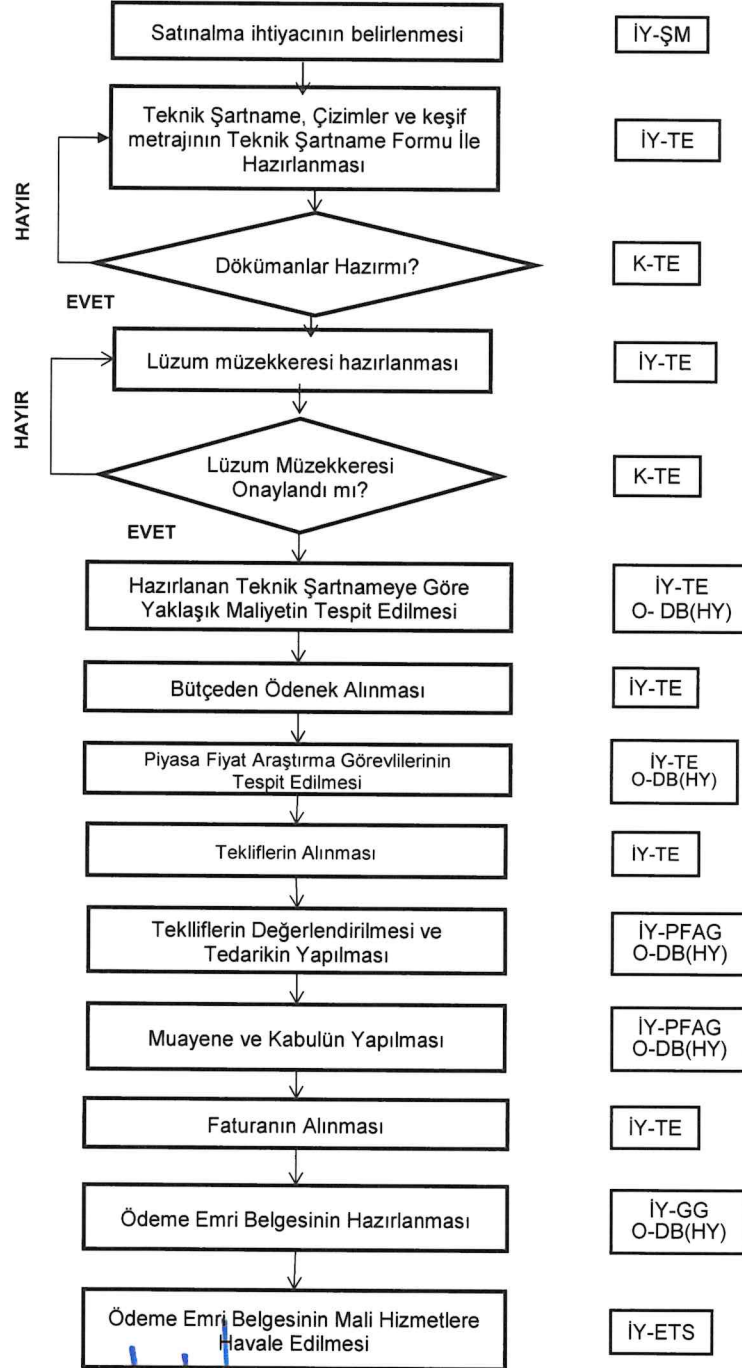 Satınalma ihtiyacının belirlenmesi
İY-ŞM
Teknik Şartname, Çizimler ve keşif
metrajının Teknik Şartname Formu İle
Hazırlanması
İY-TE
HAYIR
Dökümanlar Hazırmı?
K-TE
EVET
Lüzum müzekkeresi hazırlanması
İY-TE
HAYIR
Lüzum Müzekkeresi
Onaylandı mı?
K-TE
EVET
Hazırlanan Teknik Şartnameye Göre
Yaklaşık Maliyetin Tespit Edilmesi
İY-TE
O- DB(HY)
Bütçeden Ödenek Alınması
İY-TE
Piyasa Fiyat Araştırma Görevlilerinin
Tespit Edilmesi
İY-TE
O-DB(HY)
Tekliflerin Alınması
İY-TE
Teklliflerin Değerlendirilmesi ve
Tedarikin Yapılması
İY-PFAG
O-DB(HY)
Muayene ve Kabulün Yapılması
İY-PFAG
O-DB(HY)
Faturanın Alınması
İY-TE
Ödeme Emri Belgesinin Hazırlanması
İY-GG
O-DB(HY)
Ödeme Emri Belgesinin Mali Hizmetlere
Havale Edilmesi
İY-ETS